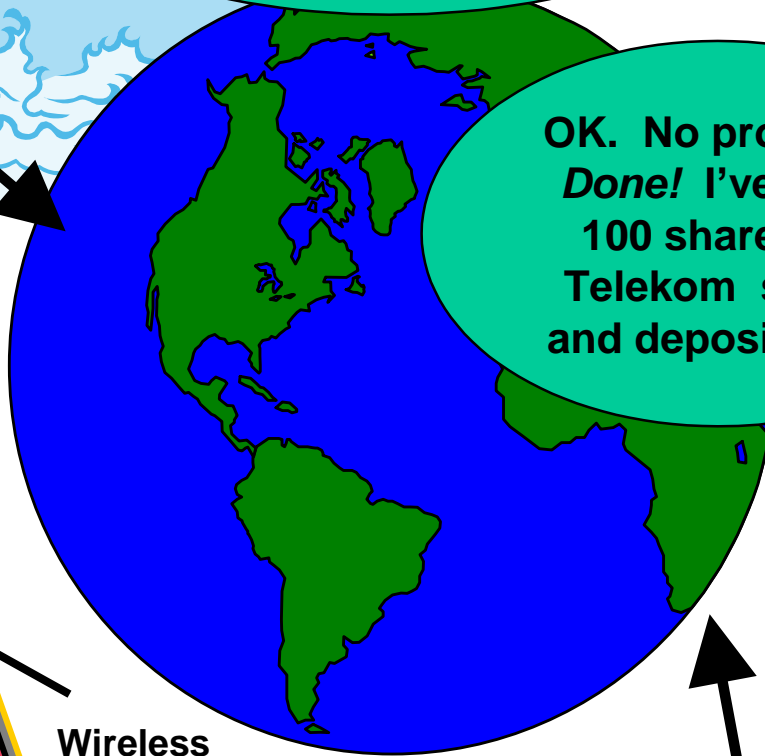 OK. No pro
Done! I've
100 share
Telekom s
and deposi
Wireless